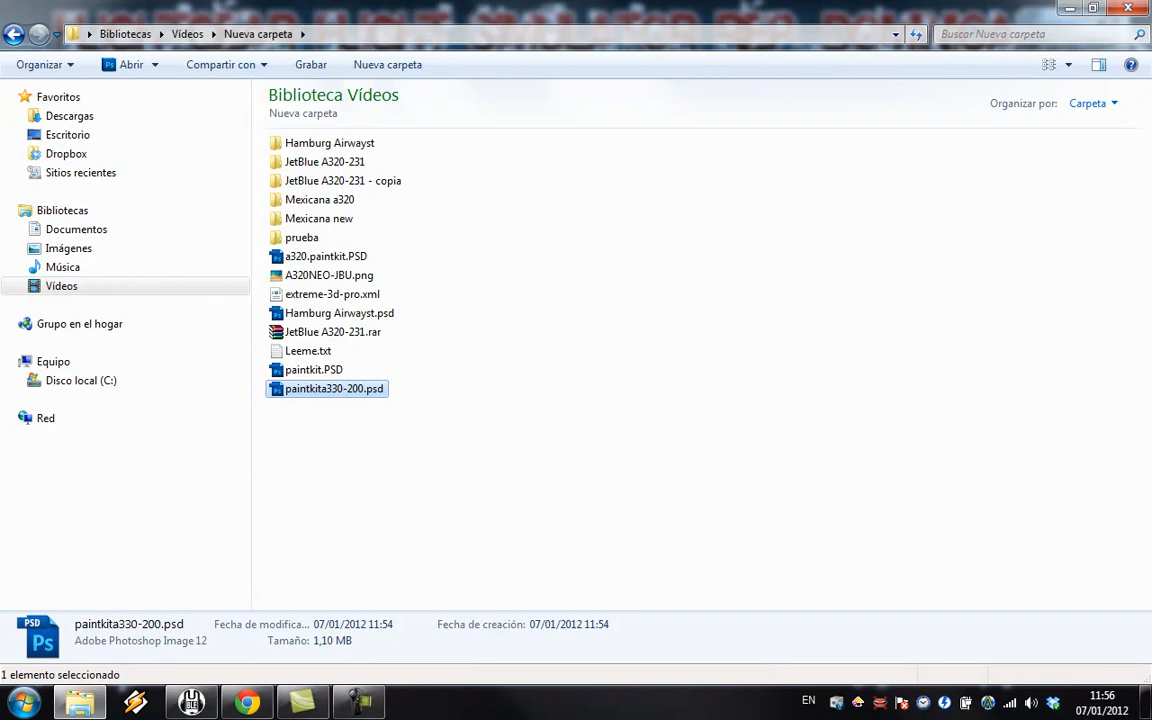 Bibliotecas Vídeos Nueva carpeta
Buscar Nueva carpeta
Organizar Abrir Compartir con Grabar Nueva carpeta
Favoritos
Descargas
Escritorio
Dropbox
Sitios recientes
Bibliotecas
Documentos
Imágenes
Música
Vídeos
Grupo en el hogar
Equipo
Disco local (C:)
Red
Biblioteca Vídeos
Nueva carpeta
Organizar por: Carpeta
Hamburg Airwayst
JetBlue A320-231
JetBlue A320-231 - copia
Mexicana a320
Mexicana new
prueba
a320.paintkit.PSD
A320NEO-JBU.png
extreme-3d-pro.xml
Hamburg Airwayst.psd
JetBlue A320-231.rar
Leeme.txt
paintkit.PSD
paintkita330-200.psd
PSD
Ps
paintkita330-200.psd Fecha de modifica... 07/01/2012 11:54 Fecha de creación: 07/01/2012 11:54
Adobe Photoshop Image 12 Tamaño: 1,10 MB
1 elemento seleccionado
EN
11:56
07/01/2012